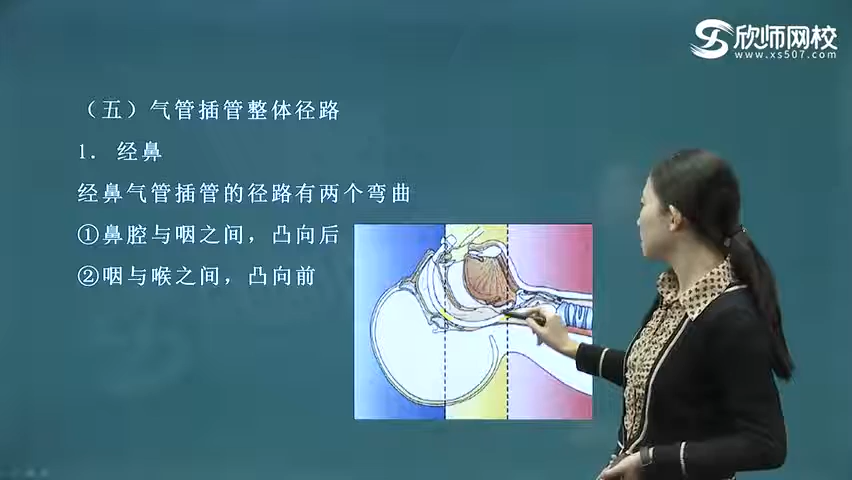 欣师网校
www.xs507.com
（五）气管插管整体径路
1. 经鼻
经鼻气管插管的径路有两个弯曲
①鼻腔与咽之间，凸向后
②咽与喉之间，凸向前